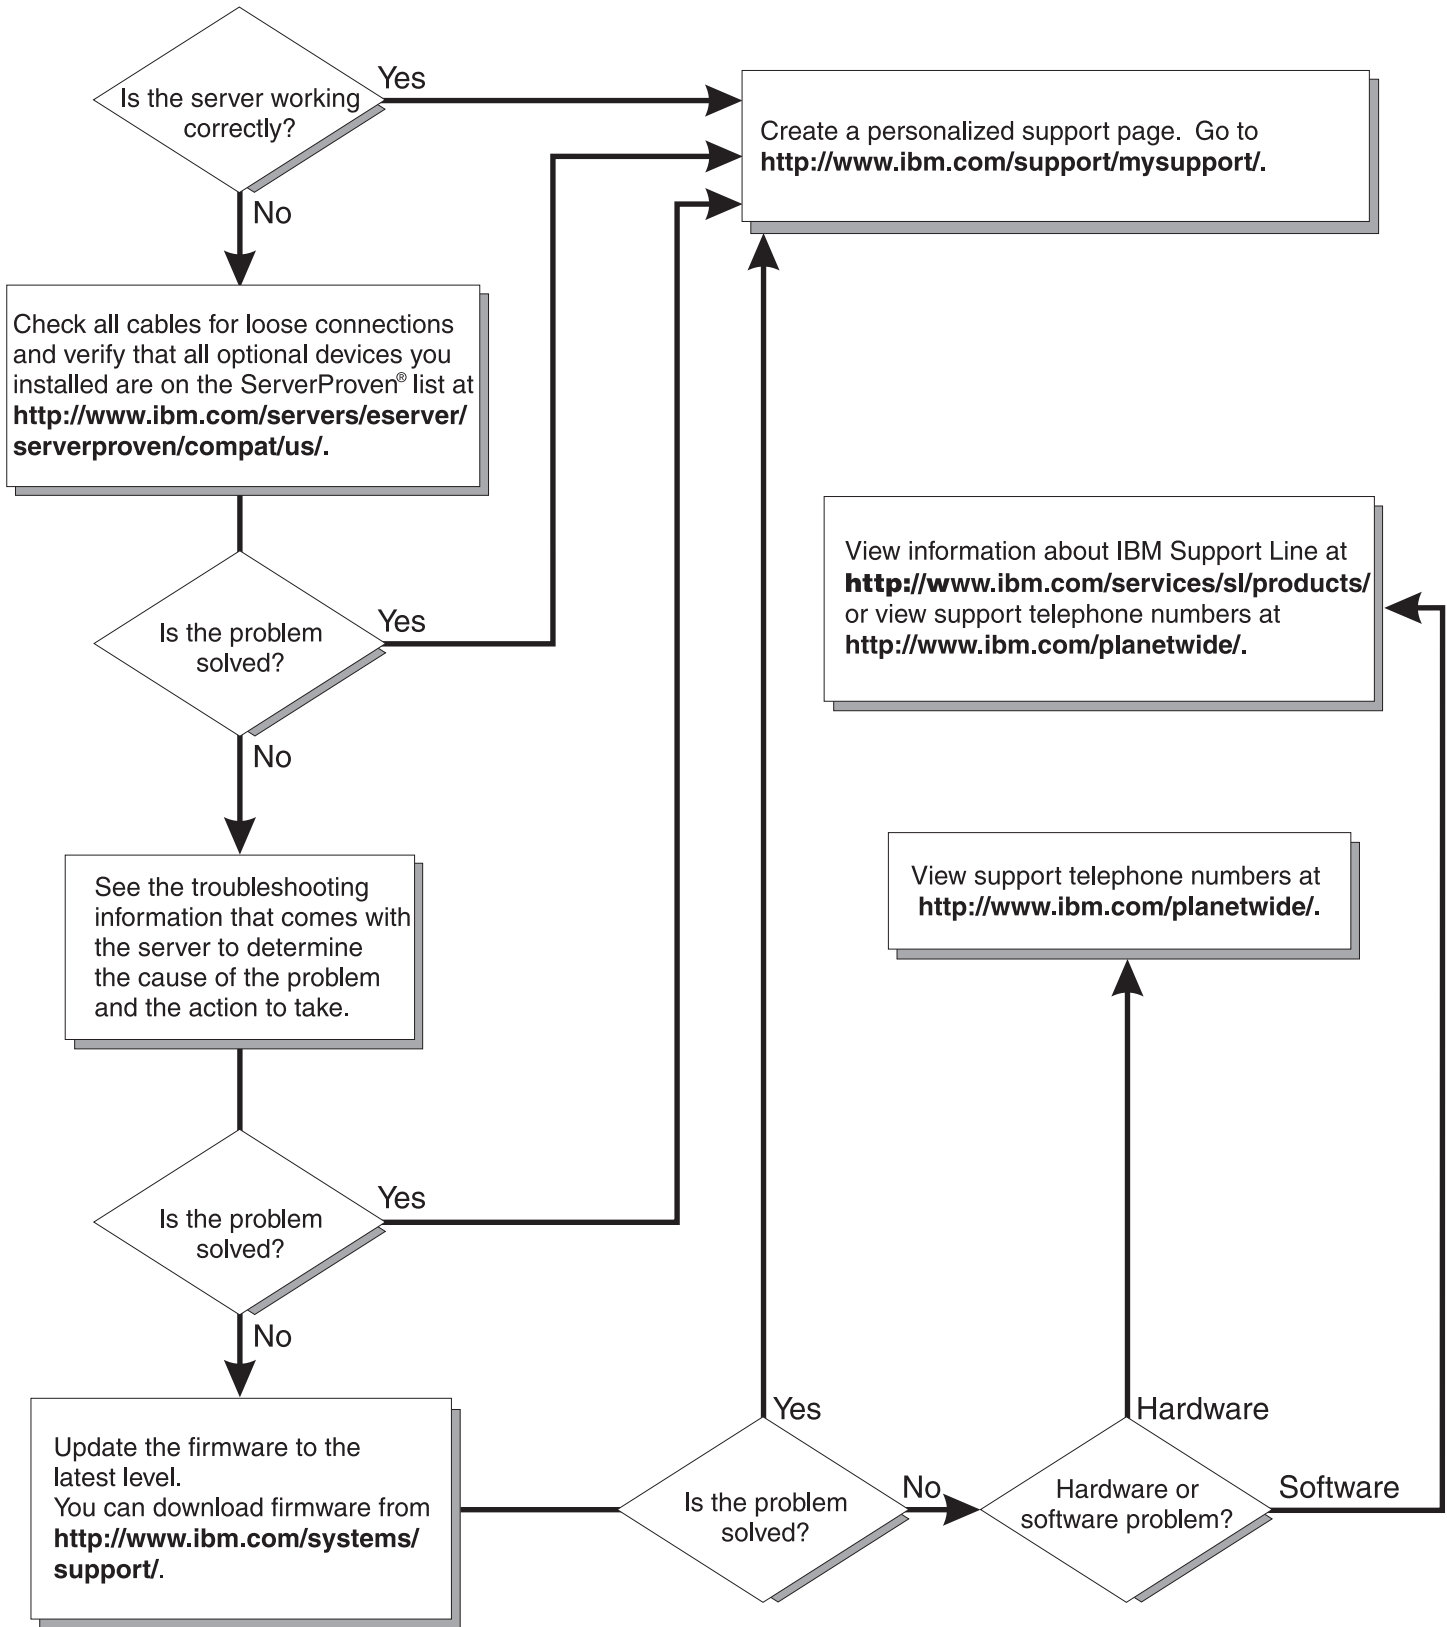 Is the server working
correctly?
Yes
No
Create a personalized support page. Go to
http://www.ibm.com/support/mysupport/.
Check all cables for loose connections
and verify that all optional devices you
installed are on the ServerProven® list at
http://www.ibm.com/servers/eserver/
serverproven/compat/us/.
Is the problem
solved?
Yes
No
View information about IBM Support Line at
http://www.ibm.com/services/sl/products/
or view support telephone numbers at
http://www.ibm.com/planetwide/.
See the troubleshooting
information that comes with
the server to determine
the cause of the problem
and the action to take.
View support telephone numbers at
http://www.ibm.com/planetwide/.
Is the problem
solved?
Yes
No
Update the firmware to the
latest level.
You can download firmware from
http://www.ibm.com/systems/
support/.
Is the problem
solved?
Yes
No
Hardware or
software problem?
Hardware
Software